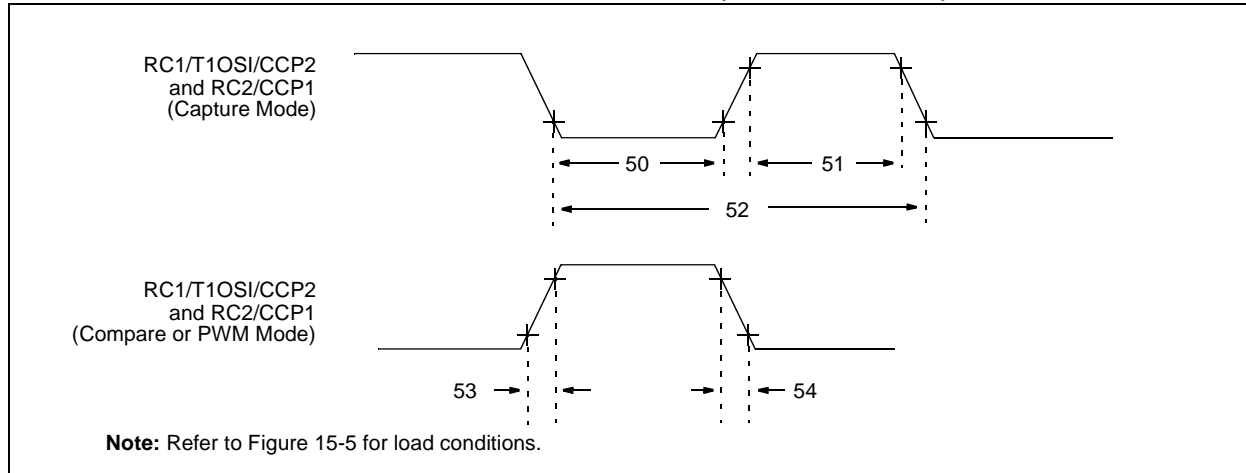 RC1/T1OSI/CCP2
and RC2/CCP1
(Capture Mode)
50
51
52
RC1/T1OSI/CCP2
and RC2/CCP1
(Compare or PWM Mode)
53
54
Note: Refer to Figure 15-5 for load conditions.